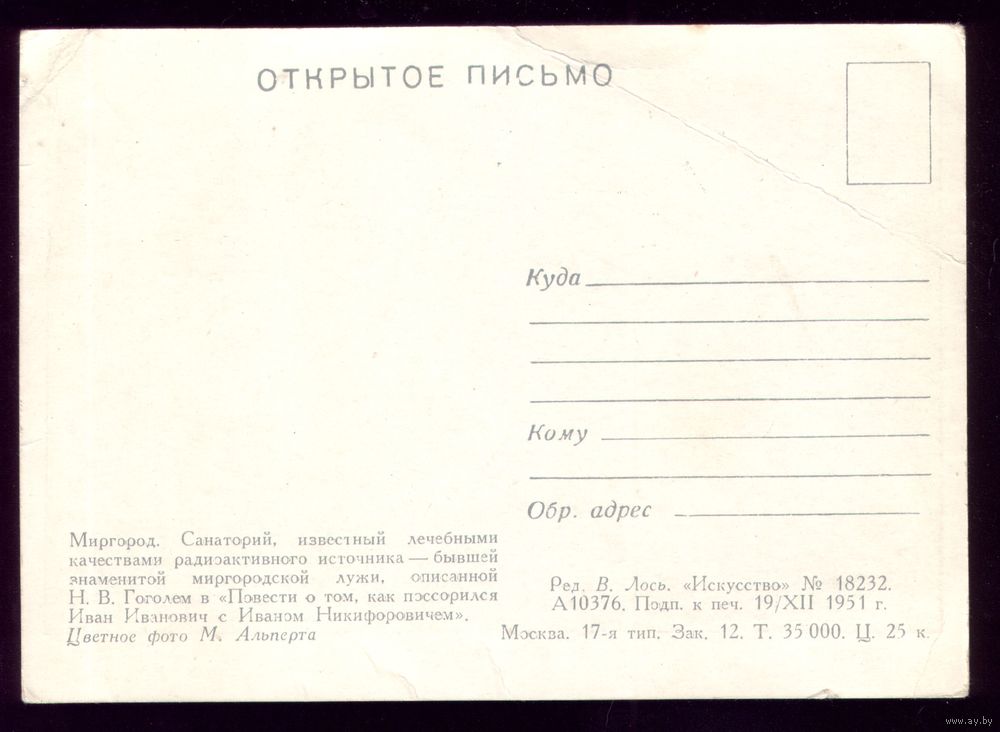 ОТКРЫТОЕ ПИСЬМО
Куда
Кому
Обр. адрес
Миргород. Санаторий, известный лечебными
качествами радиоактивного источника — бывшей
знаменитой миргородской лужи, описанной
Н. В. Гоголем в «Повести о том, как поссорился
Иван Иванович с Иваном Никифоровичем».
Цветное фото М. Альперта
Ред. В. Лось. «Искусство» № 18232.
А10376. Подп. к печ. 19/XII 1951 г.
Москва. 17-я тип. Зак. 12. Т. 35 000. Ц. 25 к.
www.ay.by